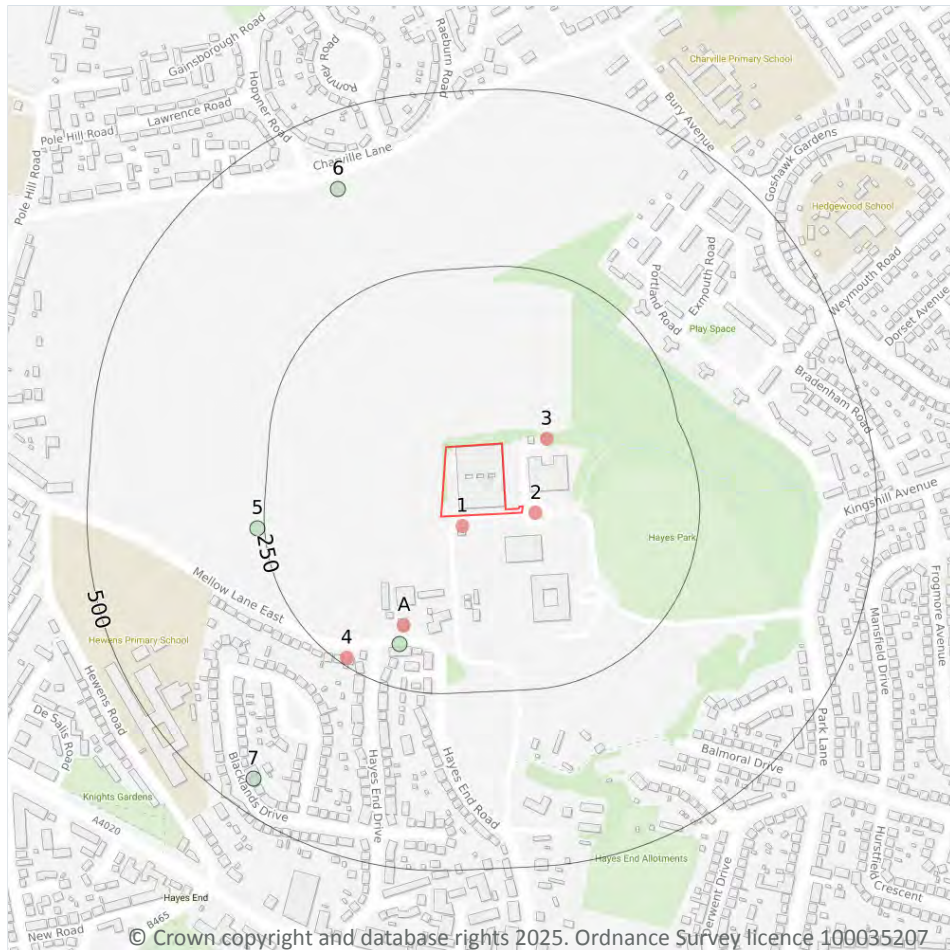 Gainsborough Road
Romney Road
Raeburn Road
Hoppner Road
Lawrence Road
Pole Hill Road
Pole Hill Road
Charville Lane
Charville Primary School
Bury Avenue
Goshawk Gardens
Hedgewood School
Weymouth Road
Dorset Avenue
6
Portland Road
Exmouth Road
Play Space
Bradenham Road
3
Kingshill Avenue
5
1
2
Hayes Park
250
500
Mellow Lane East
A
4
Hewens Primary School
Hewens Road
Frogmore Avenue
Mansfield Drive
De Salis Road
Park Lane
Balmoral Drive
7
Blacklands Drive
Hayes End Drive
Hayes End Road
Knights Gardens
A4020
Hayes End Allotments
Derwent Drive
Hurstfield
Crescent
Hayes End
B465
New Road
© Crown copyright and database rights 2025. Ordnance Survey licence 100035207